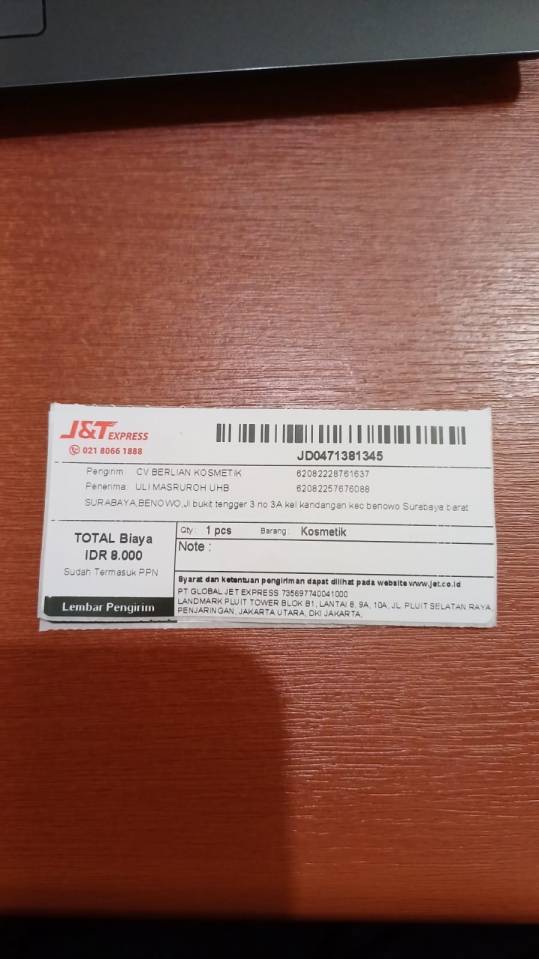 J&T EXPRESS
021 8066 1888
JD0471381345
Pengirim : CV BERLIAN KOSMETIK 62082228761637
Penerima : ULI MASRUROH UHB 62082257676088
SURABAYA,BENOWO,Jl bukit tengger 3 no 3A kel kandangan kec benowo Surabaya barat
TOTAL Biaya
IDR 8.000
Sudah Termasuk PPN
Lembar Pengirim
Qty : 1 pcs Barang : Kosmetik
Note :
Syarat dan ketentuan pengiriman dapat dilihat pada website www.jet.co.id
PT GLOBAL JET EXPRESS 735697740041000
LANDMARK PLUIT TOWER BLOK B1, LANTAI 8, 9A, 10A, JL. PLUIT SELATAN RAYA,
PENJARINGAN, JAKARTA UTARA, DKI JAKARTA,